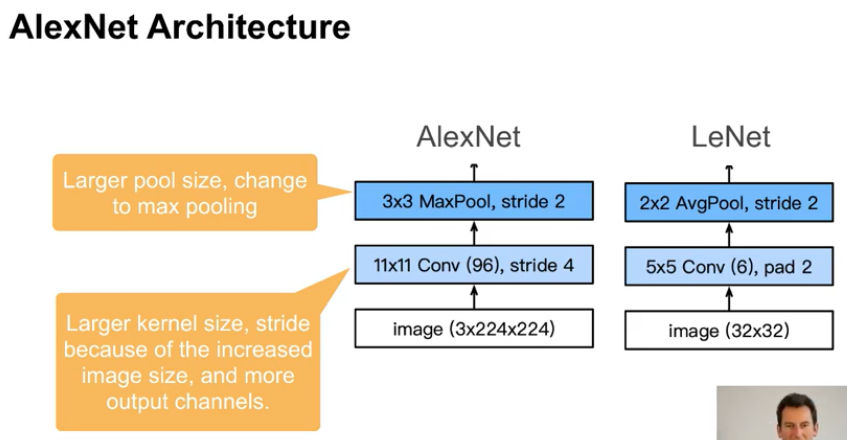 AlexNet Architecture
AlexNet
LeNet
Larger pool size, change
to max pooling
3x3 MaxPool, stride 2
2x2 AvgPool, stride 2
11x11 Conv (96), stride 4
5x5 Conv (6), pad 2
Larger kernel size, stride
because of the increased
image size, and more
output channels.
image (3x224x224)
image (32x32)